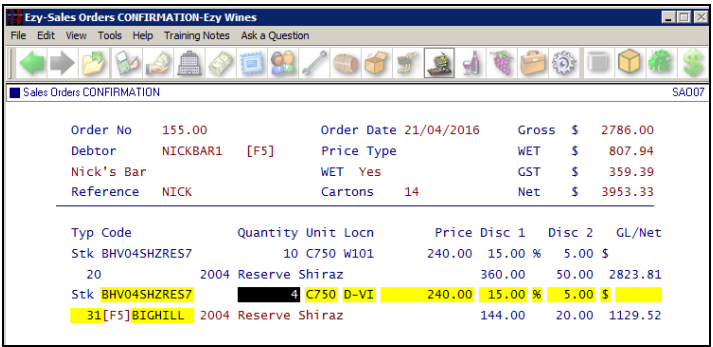 Ezy-Sales Orders CONFIRMATION-Ezy Wines
File Edit View Tools Help Training Notes Ask a Question
Sales Orders CONFIRMATION SAO07
Order No 155.00 Order Date 21/04/2016 Gross $ 2786.00
Debtor NICKBAR1 [F5] Price Type WET $ 807.94
Nick's Bar WET Yes GST $ 359.39
Reference NICK Cartons 14 Net $ 3953.33
Typ Code Quantity Unit Locn Price Disc 1 Disc 2 GL/Net
Stk BHV04SHZRES7 10 C750 W101 240.00 15.00 % 5.00 $
20 2004 Reserve Shiraz 360.00 50.00 2823.81
Stk BHV04SHZRES7 4 C750 D-VI 240.00 15.00 % 5.00 $
31[F5]BIGHILL 2004 Reserve Shiraz 144.00 20.00 1129.52